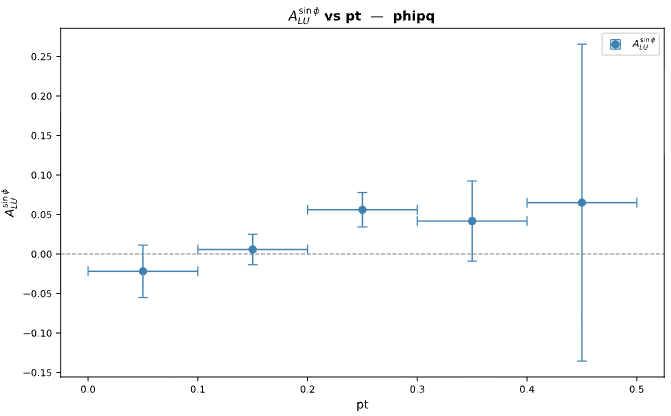 A_{LU}^{sin ϕ} vs pt — phipq
A_{LU}^{sin ϕ}
0.25
0.20
0.15
0.10
0.05
0.00
−0.05
−0.10
−0.15
A_{LU}^{sin ϕ}
0.0 0.1 0.2 0.3 0.4 0.5
pt